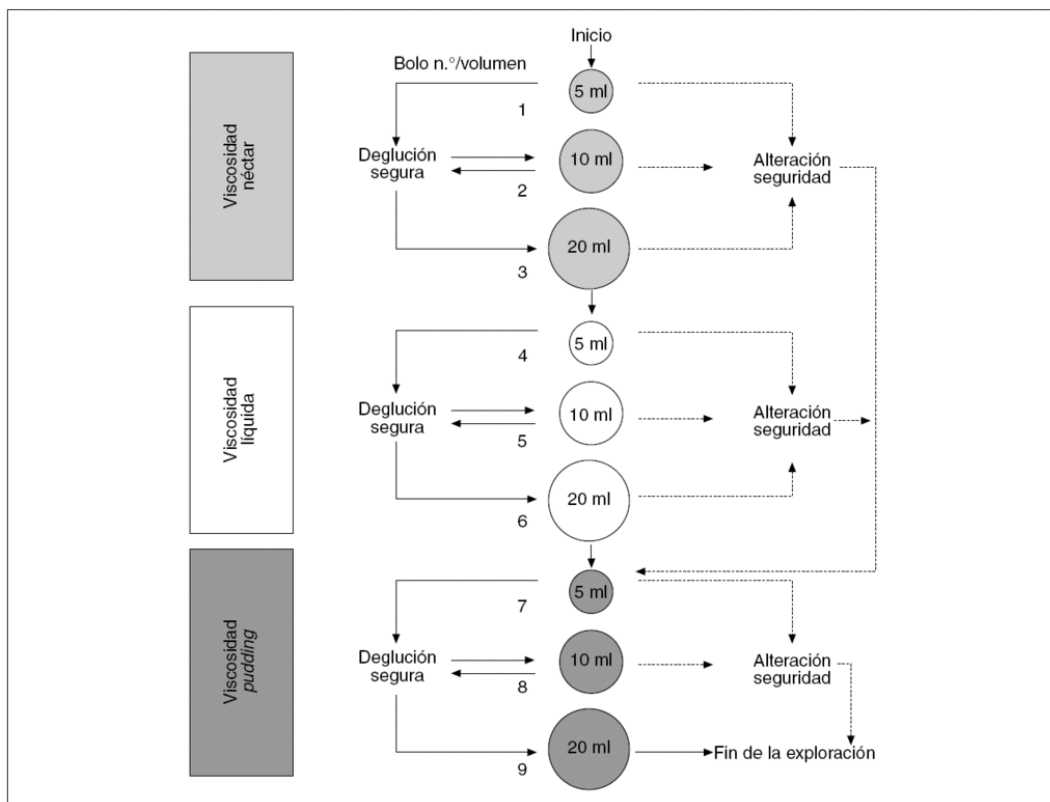 Inicio
Bolo n.°/volumen
Viscosidad
néctar
5 ml
1
Deglución
segura
10 ml
Alteración
seguridad
2
20 ml
3
Viscosidad
líquida
5 ml
4
Deglución
segura
10 ml
Alteración
seguridad
5
20 ml
6
Viscosidad
pudding
5 ml
7
Deglución
segura
10 ml
Alteración
seguridad
8
20 ml
Fin de la exploración
9